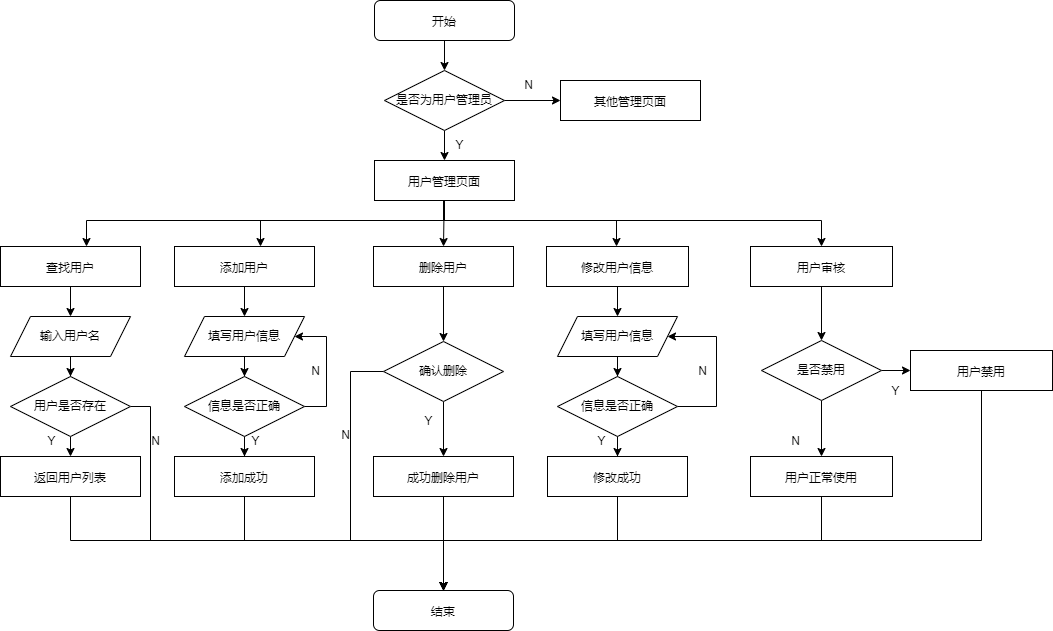 开始
是否为用户管理员
N
其他管理页面
Y
用户管理页面
查找用户
添加用户
删除用户
修改用户信息
用户审核
输入用户名
填写用户信息
填写用户信息
确认删除
是否禁用
用户禁用
N
N
Y
用户是否存在
信息是否正确
信息是否正确
Y
N
Y
N
Y
Y
N
返回用户列表
添加成功
成功删除用户
修改成功
用户正常使用
结束